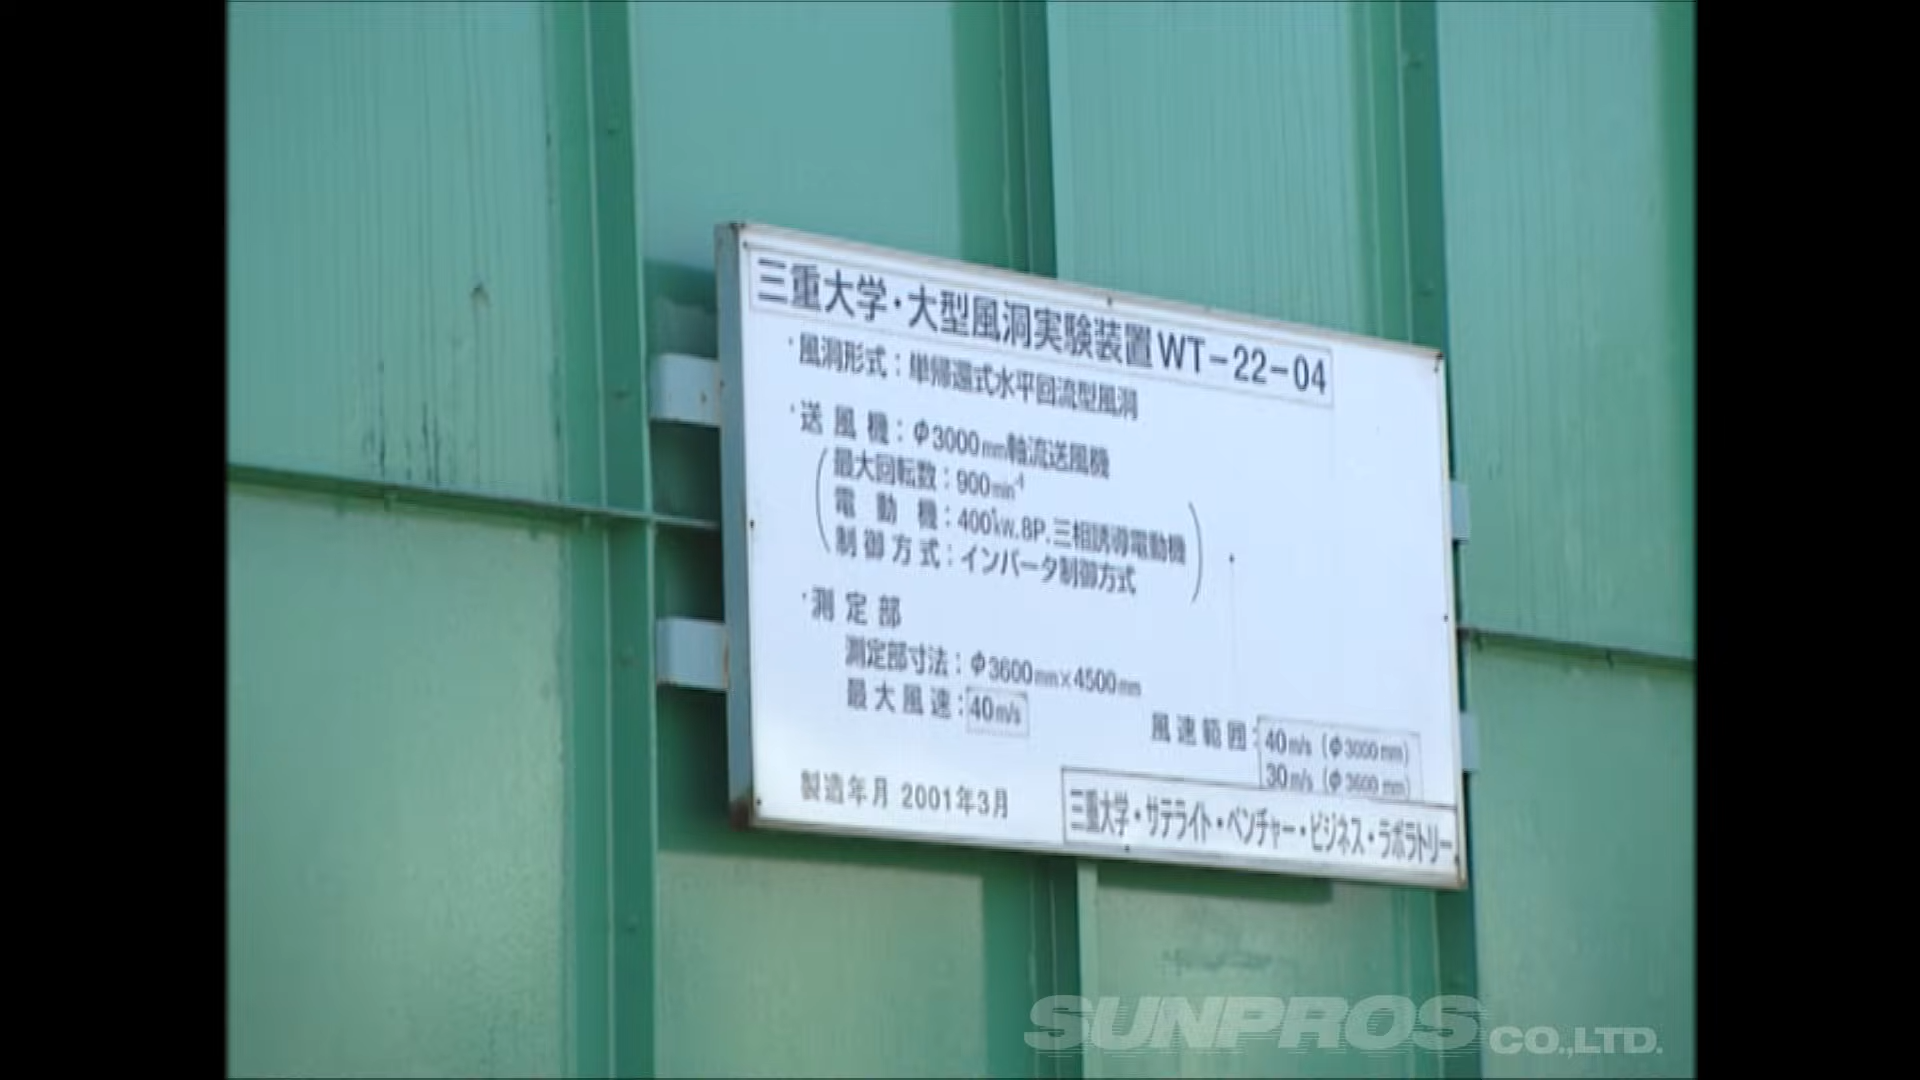 三重大学・大型風洞実験装置WT-22-04
・風洞形式：単帰還式水平回流型風洞
・送風機：Φ3000mm軸流送風機
最大回転数：900min⁻¹
電動機：400kw.8P.三相誘導電動機
制御方式：インバータ制御方式
・測定部
測定部寸法：Φ3600mm×4500mm
最大風速：40m/s
風速範囲：40m/s（Φ3000mm）
30m/s（Φ3600mm）
製造年月 2001年3月
三重大学・サテライト・ベンチャー・ビジネス・ラボラトリー
SUNPROS CO.,LTD.